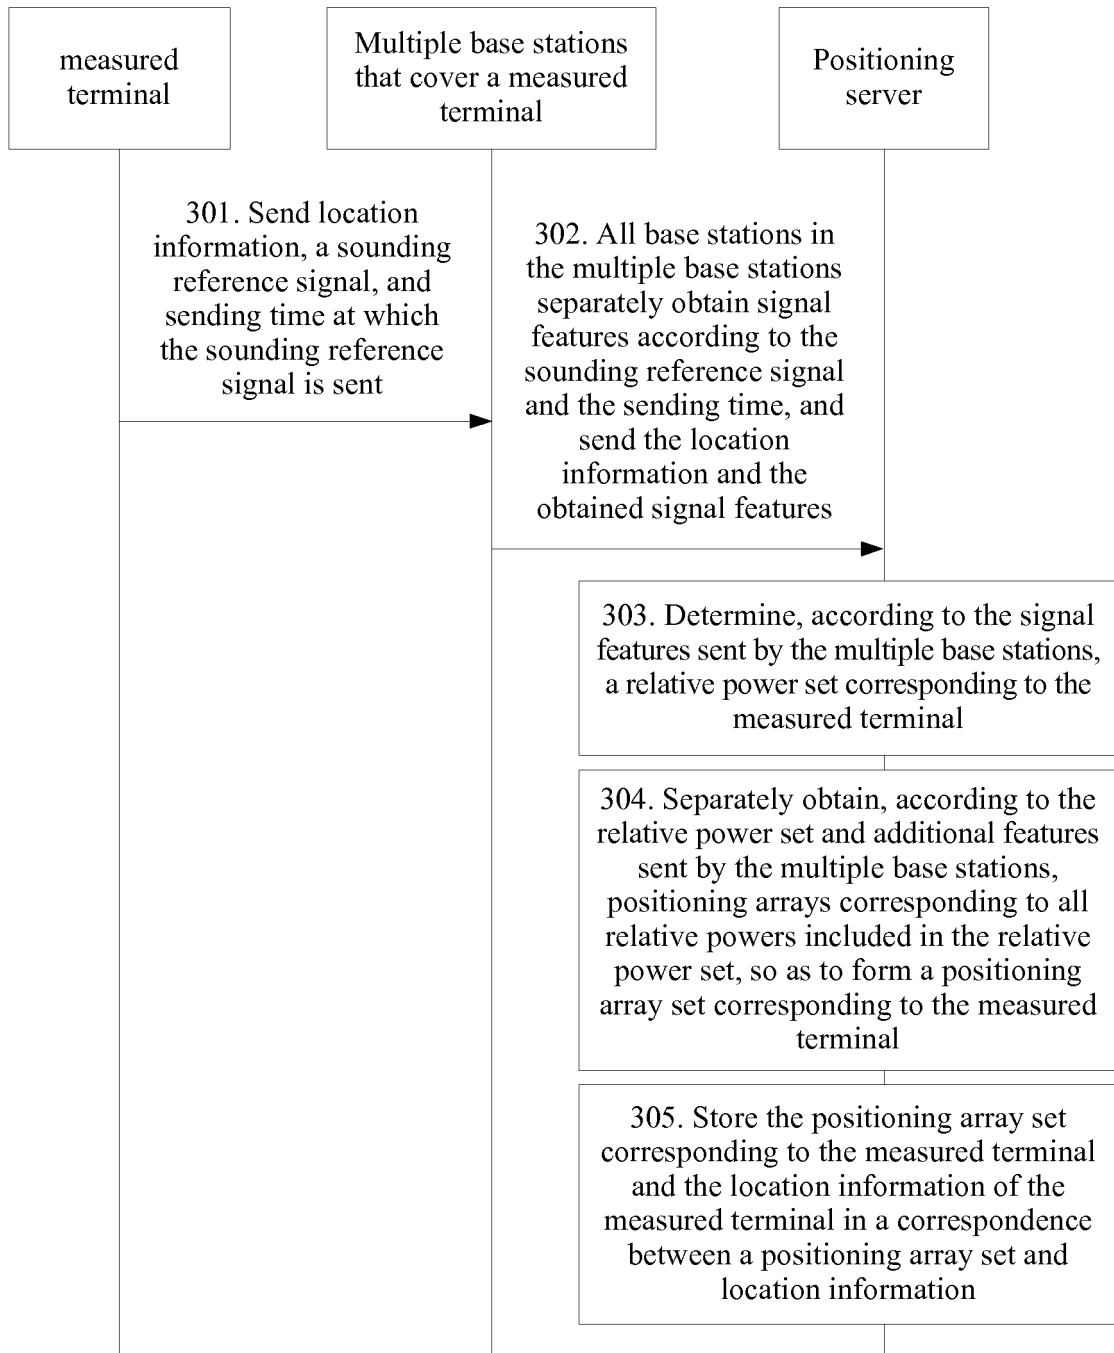 measured
terminal
Multiple base stations
that cover a measured
terminal
Positioning
server
301. Send location
information, a sounding
reference signal, and
sending time at which
the sounding reference
signal is sent
302. All base stations in
the multiple base stations
separately obtain signal
features according to the
sounding reference signal
and the sending time, and
send the location
information and the
obtained signal features
303. Determine, according to the signal
features sent by the multiple base stations,
a relative power set corresponding to the
measured terminal
304. Separately obtain, according to the
relative power set and additional features
sent by the multiple base stations,
positioning arrays corresponding to all
relative powers included in the relative
power set, so as to form a positioning
array set corresponding to the measured
terminal
305. Store the positioning array set
corresponding to the measured terminal
and the location information of the
measured terminal in a correspondence
between a positioning array set and
location information